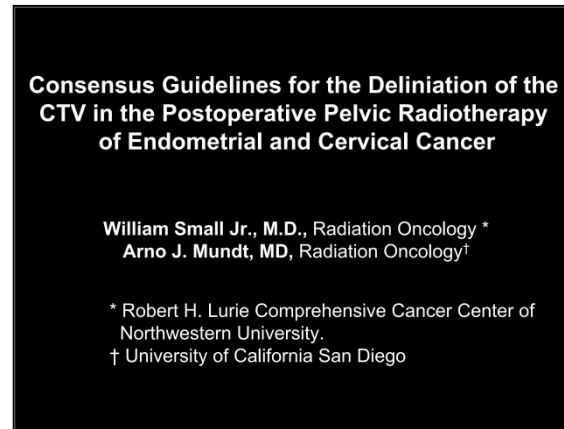 Consensus Guidelines for the Deliniation of the
CTV in the Postoperative Pelvic Radiotherapy
of Endometrial and Cervical Cancer
William Small Jr., M.D., Radiation Oncology *
Arno J. Mundt, MD, Radiation Oncology†
* Robert H. Lurie Comprehensive Cancer Center of
Northwestern University.
† University of California San Diego